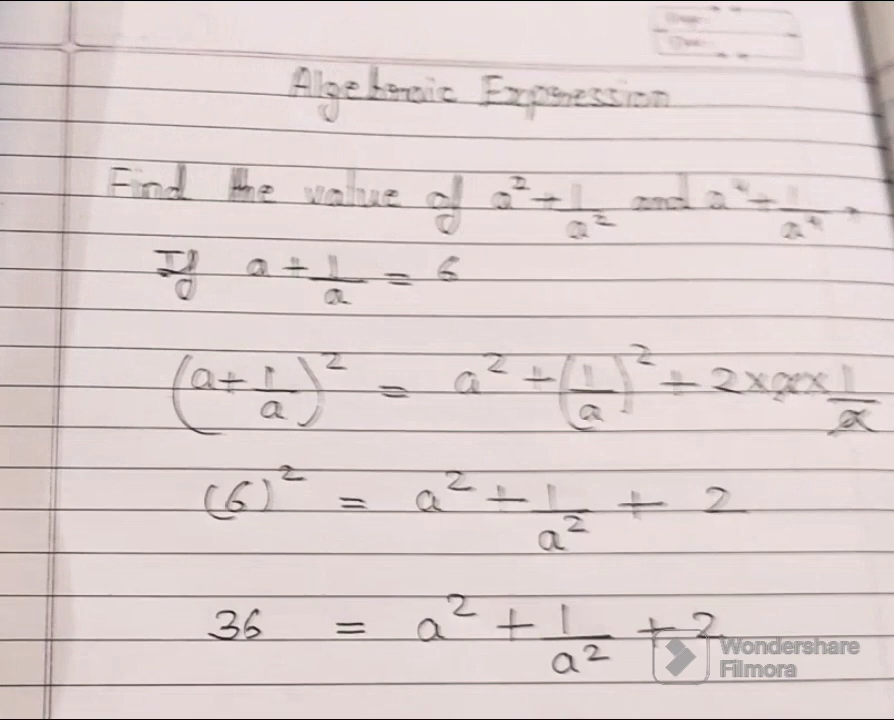 Algebraic Expression
Find the value of a² + 1/a² and a⁴ + 1/a⁴,
If a + 1/a = 6
(a + 1/a)² = a² + (1/a)² + 2×a×1/a
(6)² = a² + 1/a² + 2
36 = a² + 1/a² + 2
Wondershare
Filmora